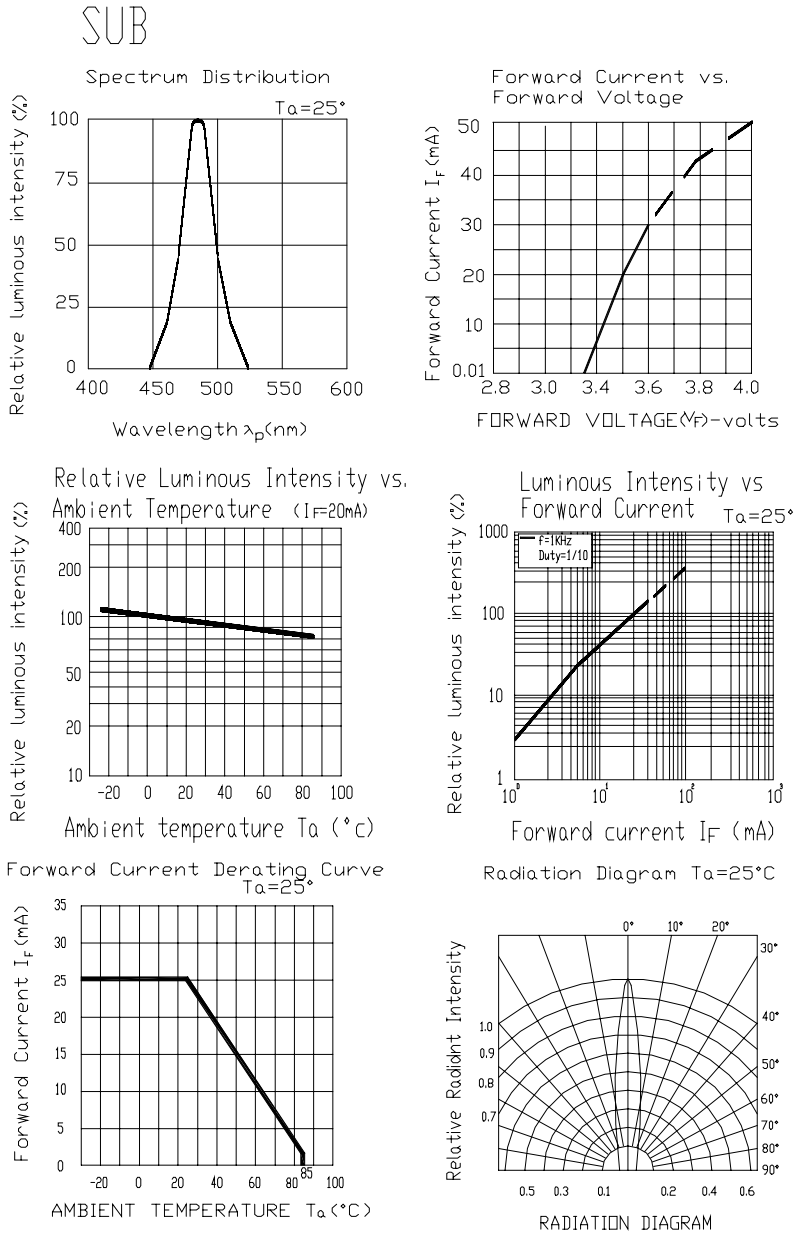 SUB
Spectrum Distribution
Ta=25°
Relative luminous intensity (%)
100
75
50
25
0
400 450 500 550 600
Wavelength λp(nm)
Forward Current vs.
Forward Voltage
Forward Current IF (mA)
50
40
30
20
10
0.01
2.8 3.0 3.4 3.6 3.8 4.0
FORWARD VOLTAGE(VF)-volts
Relative Luminous Intensity vs.
Ambient Temperature (IF=20mA)
Relative luminous intensity (%)
400
200
100
50
20
10
-20 0 20 40 60 80 100
Ambient temperature Ta (°C)
Luminous Intensity vs
Forward Current Ta=25°
Relative luminous intensity (%)
f=1KHz
Duty=1/10
1000
100
10
1
10⁰ 10¹ 10² 10³
Forward current IF (mA)
Forward Current Derating Curve
Ta=25°
Forward Current IF (mA)
35
30
25
20
15
10
5
0
-20 0 20 40 60 80 85 100
AMBIENT TEMPERATURE Ta(°C)
Radiation Diagram Ta=25°C
Relative Radidnt Intensity
0° 10° 20°
30°
40°
50°
60°
70°
80°
90°
1.0
0.9
0.8
0.7
0.5 0.3 0.1 0.2 0.4 0.6
RADIATION DIAGRAM